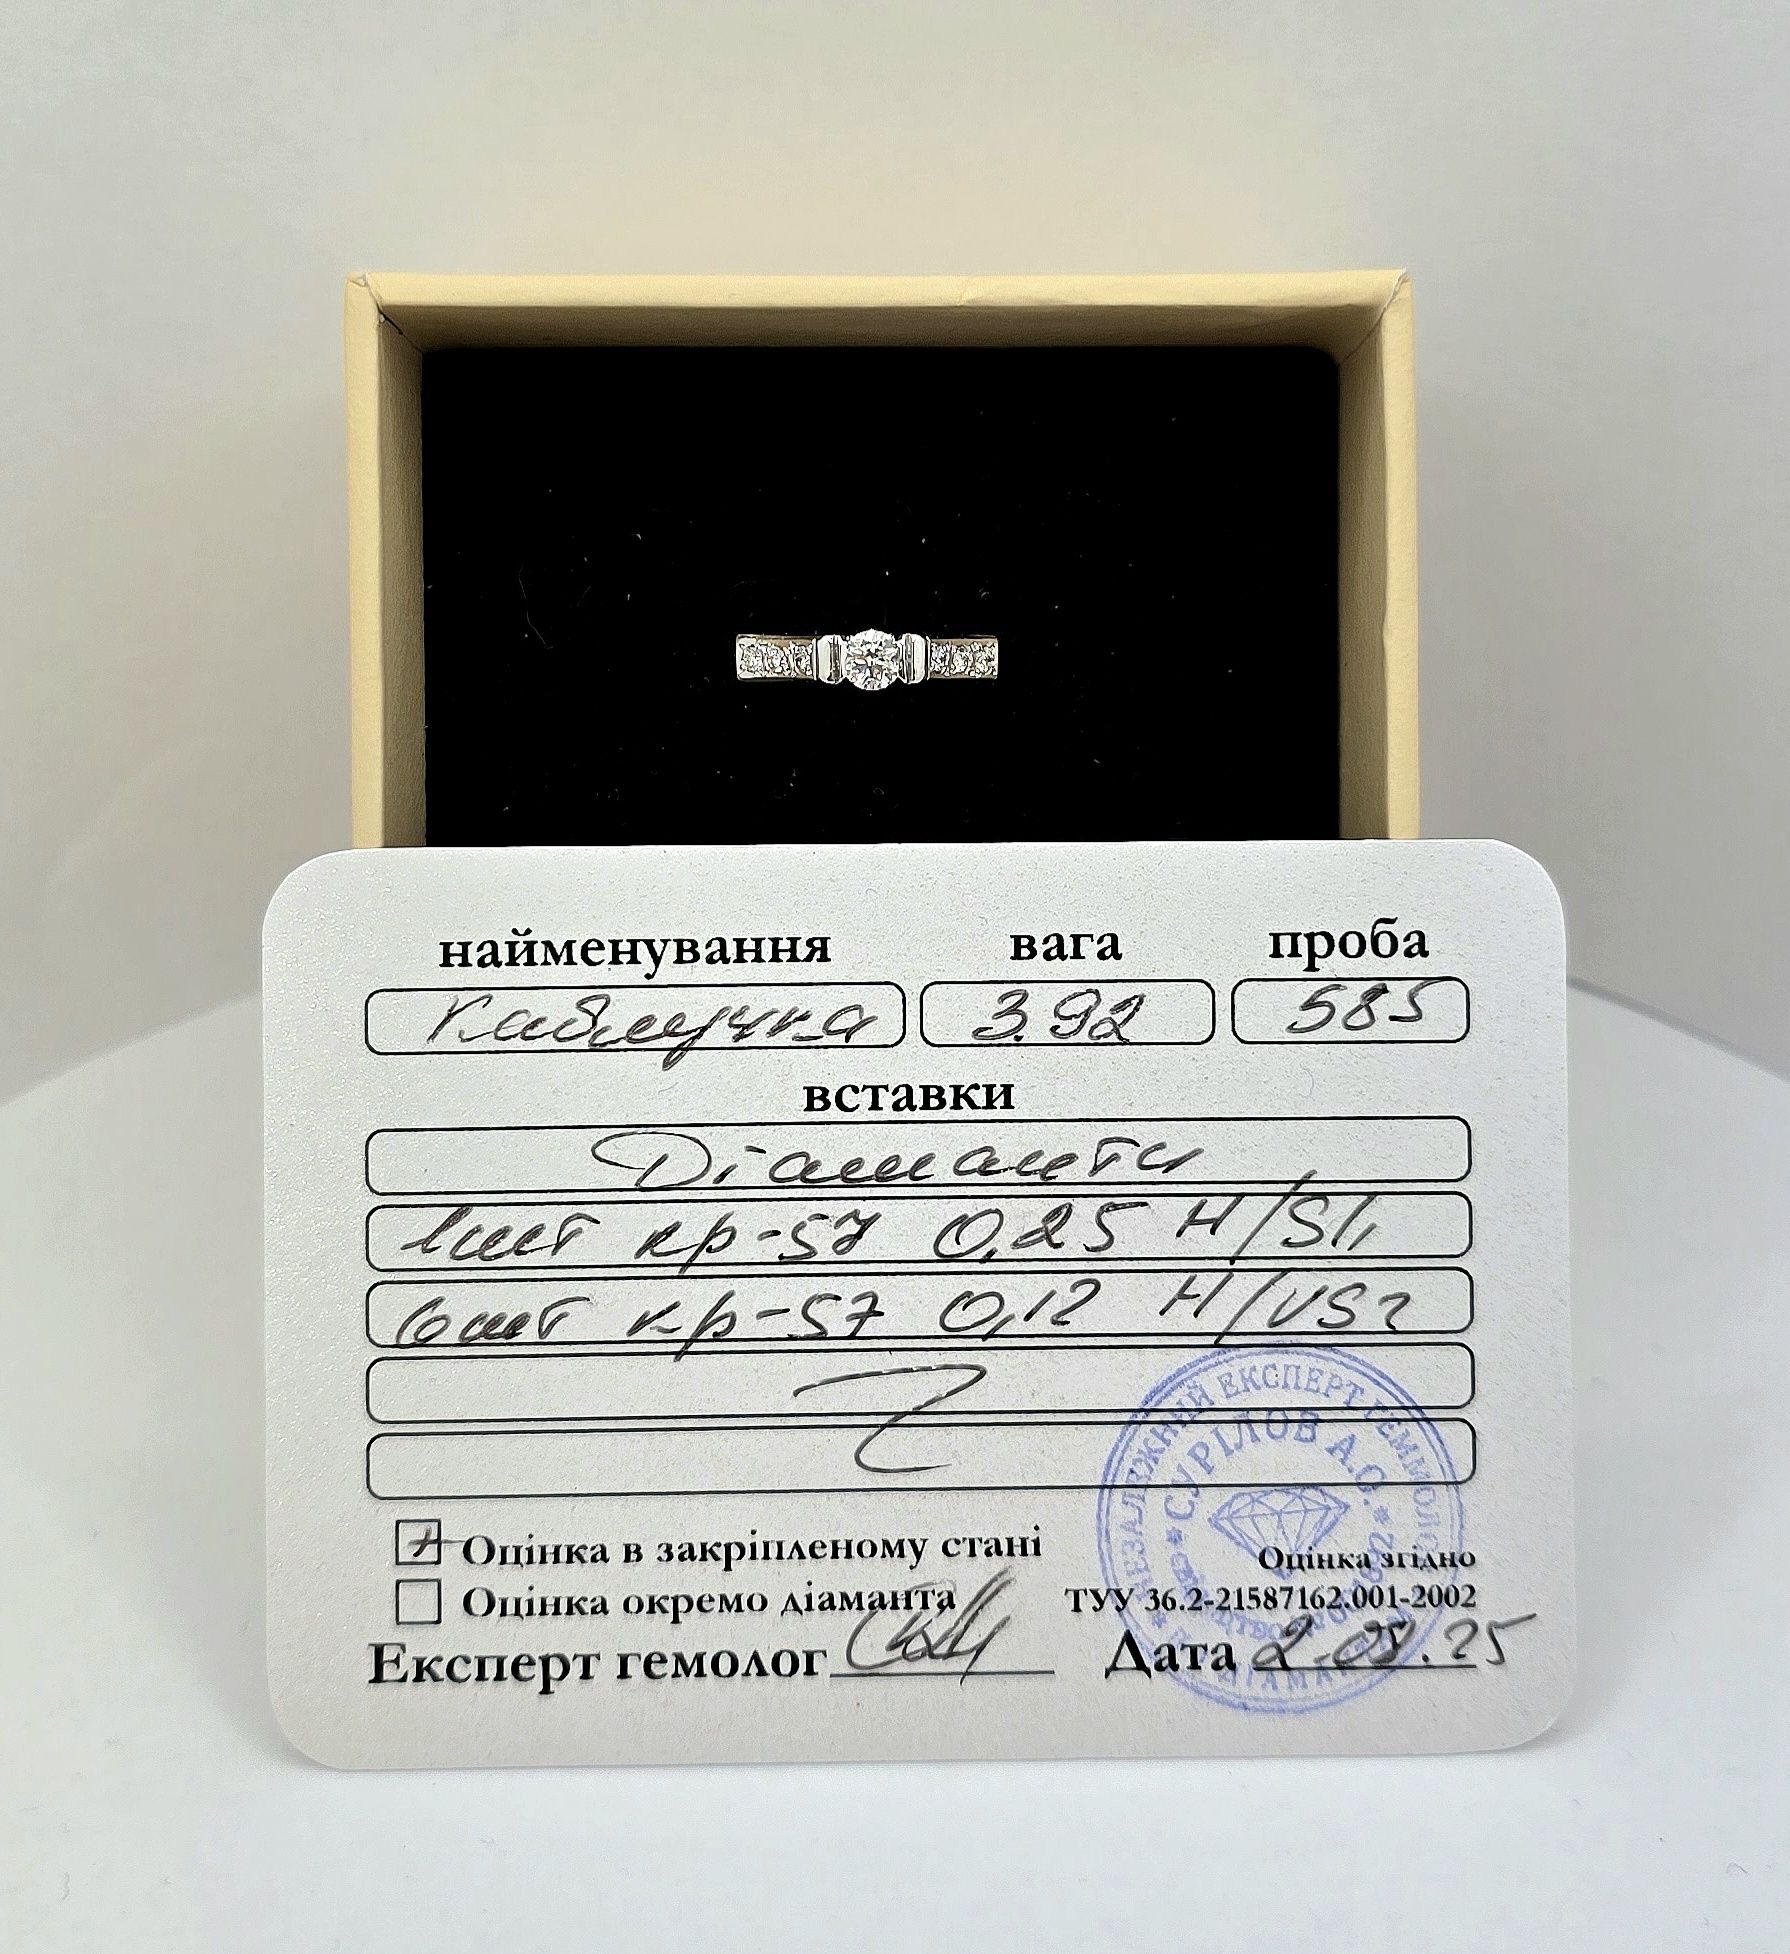 найменування вага проба
Каблучка 3.92 585
вставки
Діаманти
1шт кр-57 0,25 H/SI1
6шт кр-57 0,12 H/VS2
Оцінка в закріпленому стані
Оцінка окремо діаманта
Оцінка згідно
ТУУ 36.2-21587162.001-2002
Експерт гемолог Дата 2.08.25
НЕЗАЛЕЖНИЙ ЕКСПЕРТ ГЕММОЛОГ
СУРІЛОВ А.С.